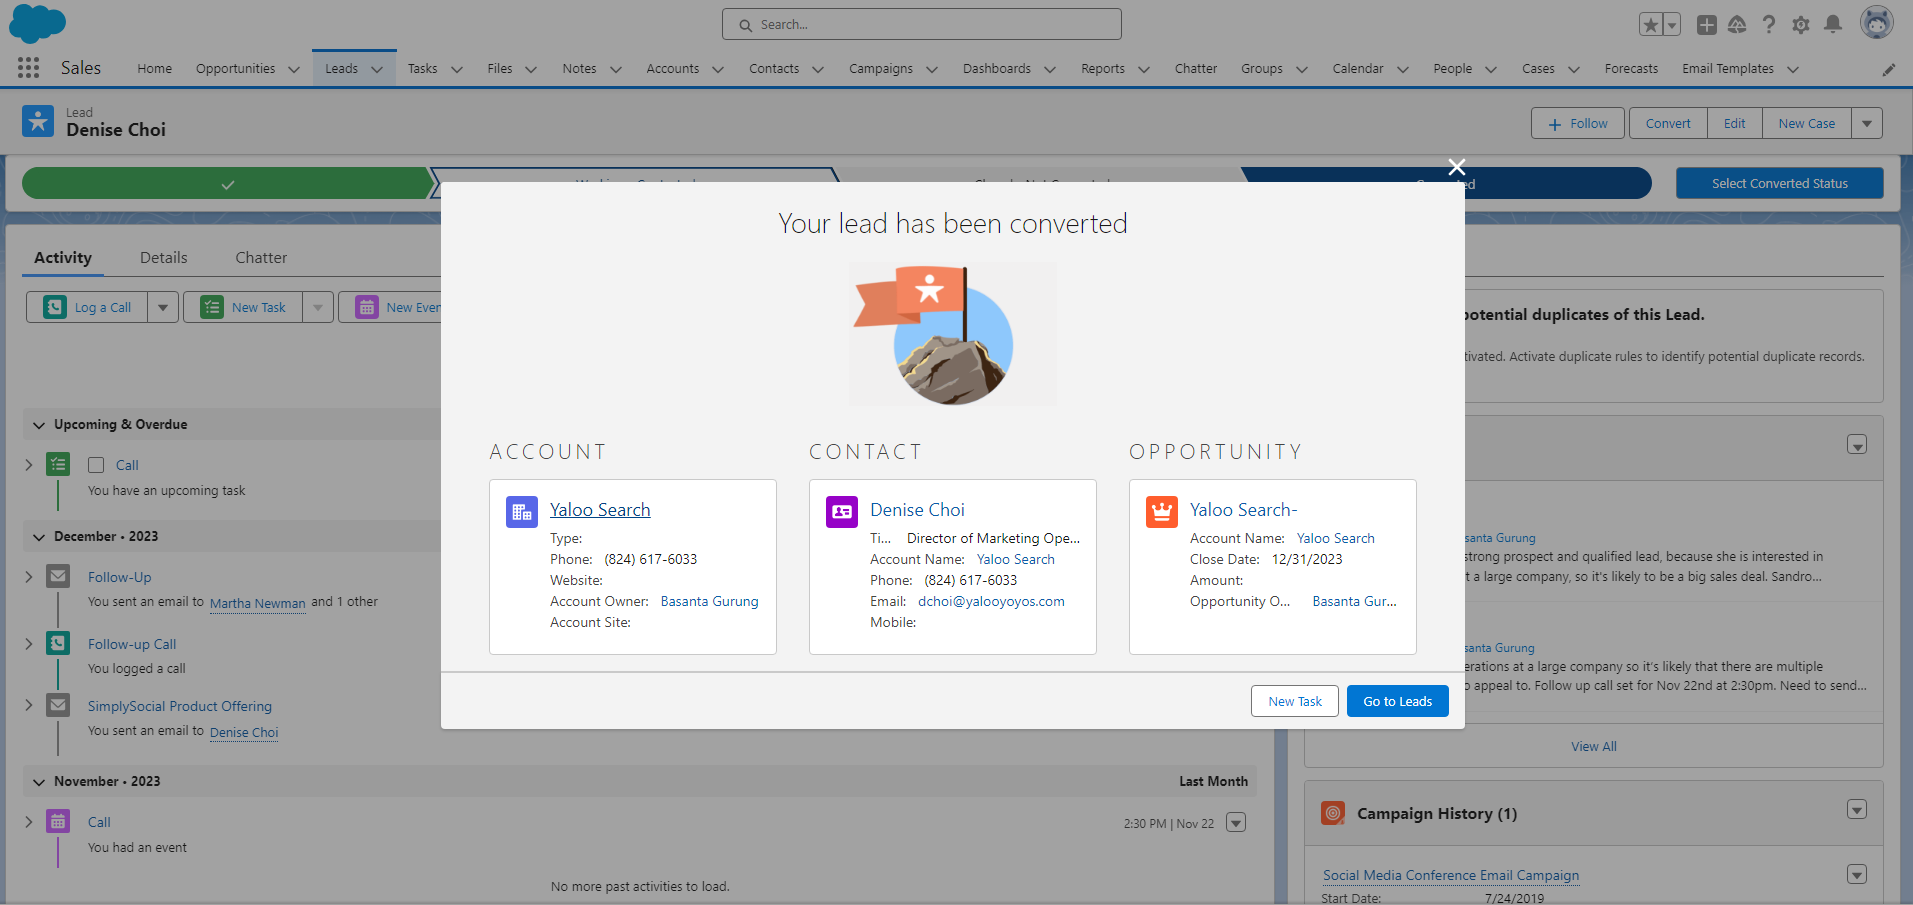 Search...
Sales Home Opportunities Leads Tasks Files Notes Accounts Contacts Campaigns Dashboards Reports Chatter Groups Calendar People Cases Forecasts Email Templates
Lead
Denise Choi
Follow Convert Edit New Case
Select Converted Status
Your lead has been converted
Activity Details Chatter
Log a Call New Task New Even
potential duplicates of this Lead.
tivated. Activate duplicate rules to identify potential duplicate records.
Upcoming & Overdue
Call
You have an upcoming task
December • 2023
Follow-Up
You sent an email to Martha Newman and 1 other
Follow-up Call
You logged a call
SimplySocial Product Offering
You sent an email to Denise Choi
November • 2023 Last Month
Call 2:30 PM | Nov 22
You had an event
No more past activities to load.
ACCOUNT
Yaloo Search
Type:
Phone: (824) 617-6033
Website:
Account Owner: Basanta Gurung
Account Site:
CONTACT
Denise Choi
Ti... Director of Marketing Ope...
Account Name: Yaloo Search
Phone: (824) 617-6033
Email: dchoi@yalooyoyos.com
Mobile:
OPPORTUNITY
Yaloo Search-
Account Name: Yaloo Search
Close Date: 12/31/2023
Amount:
Opportunity O... Basanta Gur...
New Task Go to Leads
asanta Gurung
strong prospect and qualified lead, because she is interested in
t a large company, so it's likely to be a big sales deal. Sandro...
santa Gurung
erations at a large company so it's likely that there are multiple
o appeal to. Follow up call set for Nov 22nd at 2:30pm. Need to send...
View All
Campaign History (1)
Social Media Conference Email Campaign
Start Date: 7/24/2019